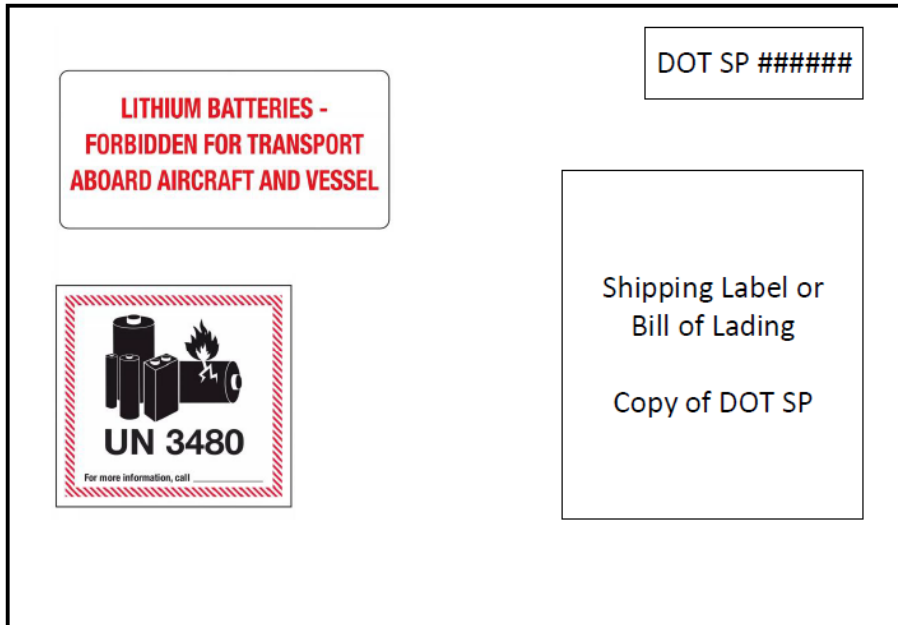 DOT SP ######
LITHIUM BATTERIES -
FORBIDDEN FOR TRANSPORT
ABOARD AIRCRAFT AND VESSEL
Shipping Label or
Bill of Lading
Copy of DOT SP
UN 3480
For more information, call ______________